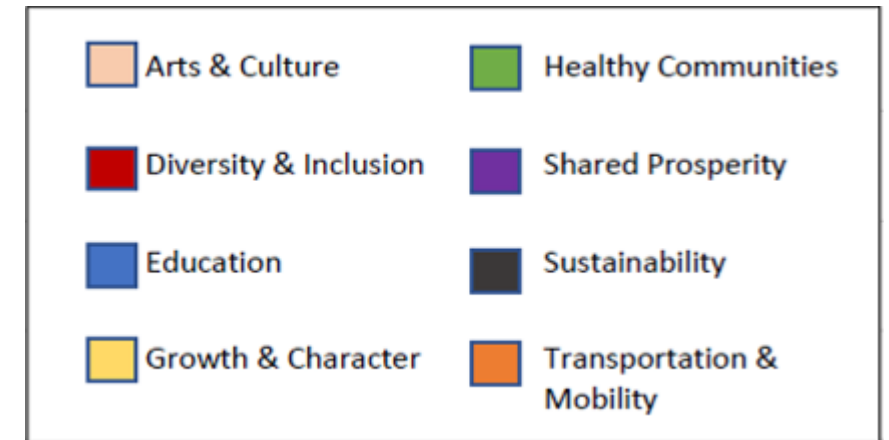 Arts & Culture
Healthy Communities
Diversity & Inclusion
Shared Prosperity
Education
Sustainability
Growth & Character
Transportation &
Mobility